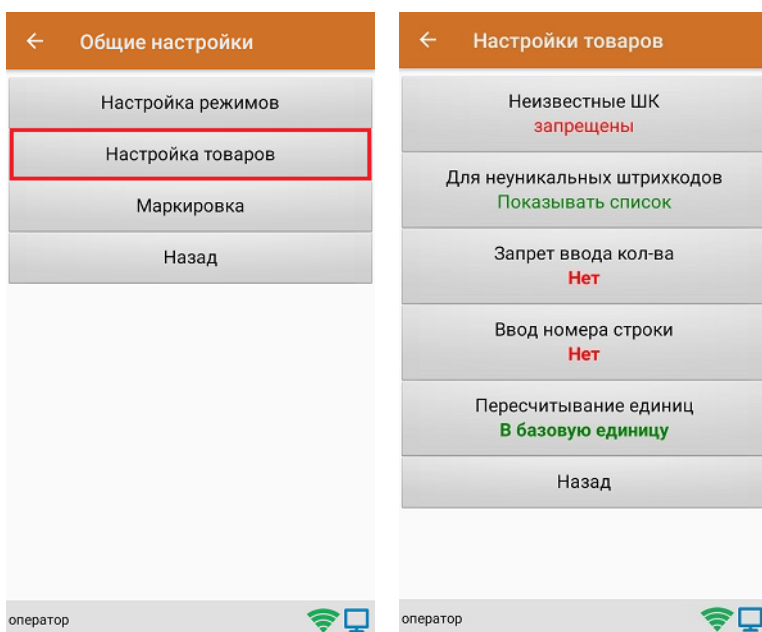 Общие настройки
Настройка режимов
Настройка товаров
Маркировка
Назад
оператор
Настройки товаров
Неизвестные ШК
запрещены
Для неуникальных штрихкодов
Показывать список
Запрет ввода кол-ва
Нет
Ввод номера строки
Нет
Пересчитывание единиц
В базовую единицу
Назад
оператор